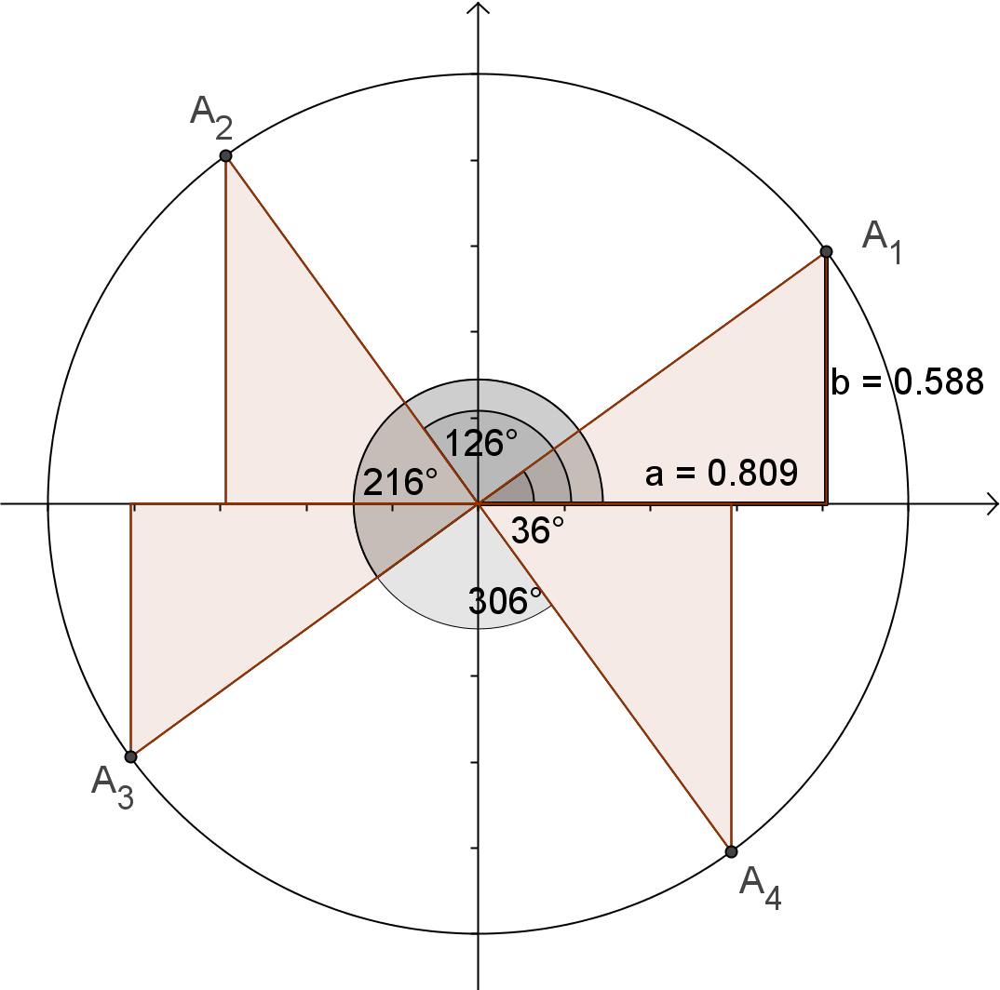 A₂
A₁
b = 0.588
126°
a = 0.809
216°
36°
306°
A₃
A₄